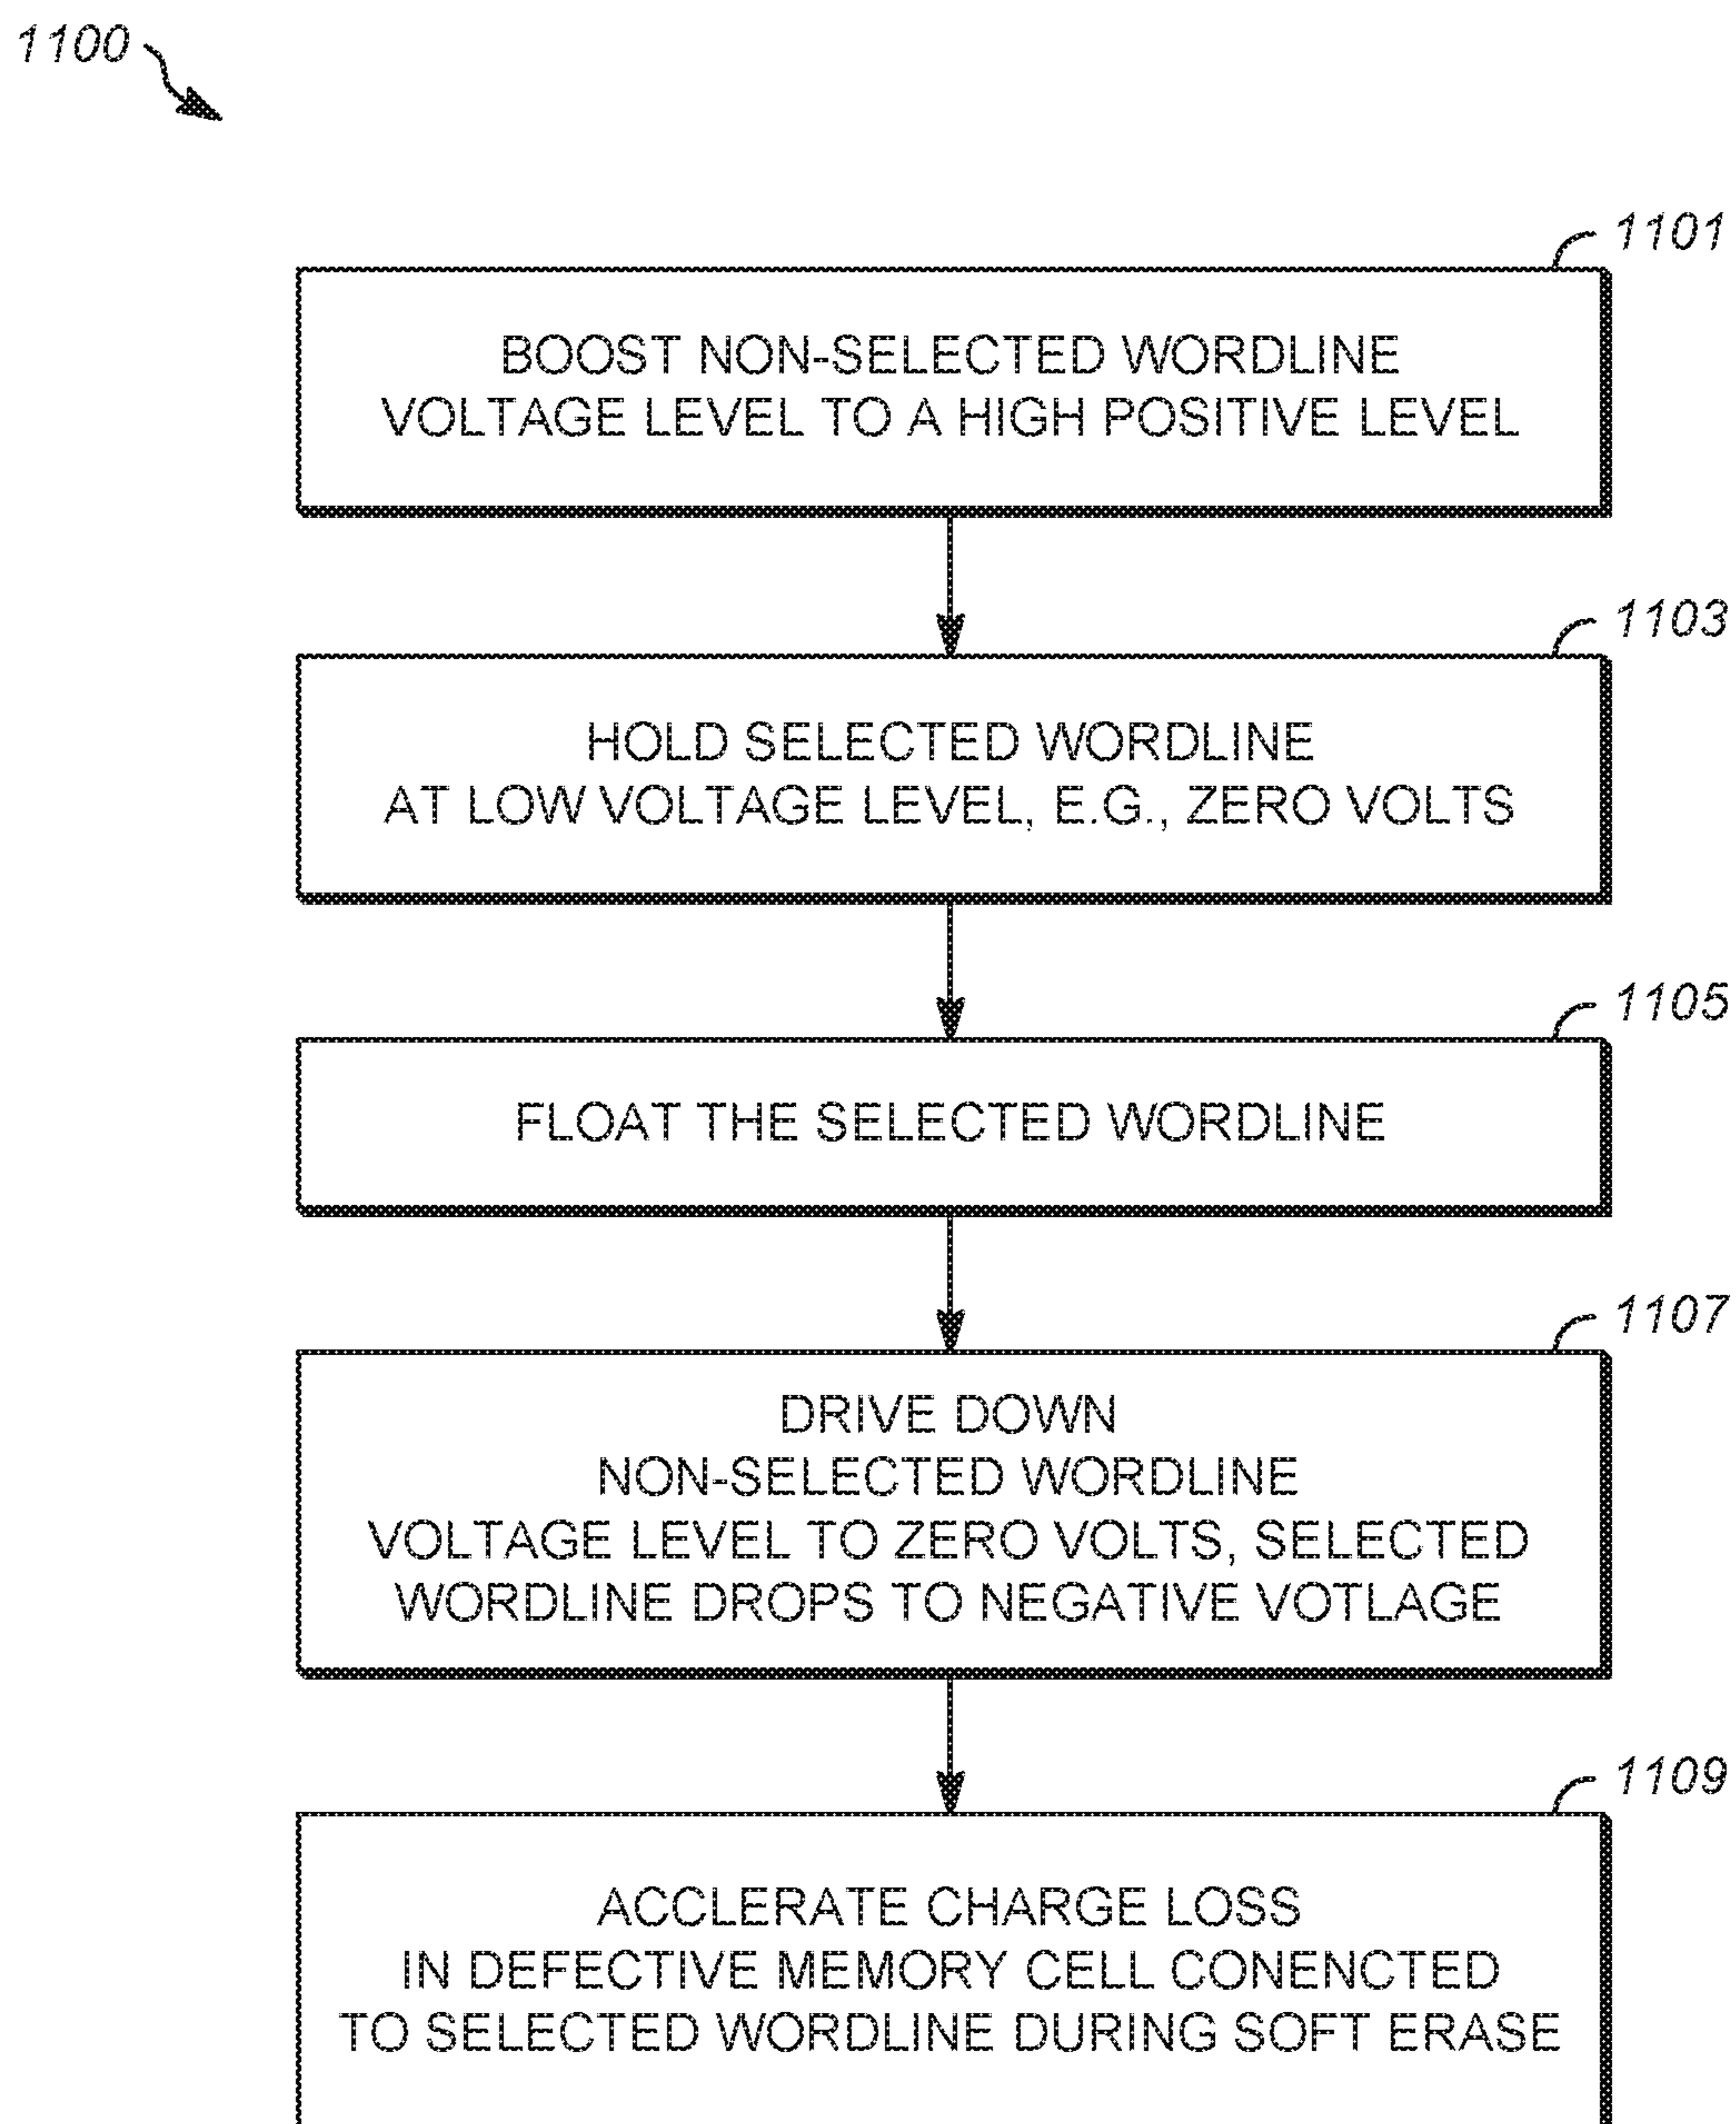 1100
1101
BOOST NON-SELECTED WORDLINE
VOLTAGE LEVEL TO A HIGH POSITIVE LEVEL
1103
HOLD SELECTED WORDLINE
AT LOW VOLTAGE LEVEL, E.G., ZERO VOLTS
1105
FLOAT THE SELECTED WORDLINE
1107
DRIVE DOWN
NON-SELECTED WORDLINE
VOLTAGE LEVEL TO ZERO VOLTS, SELECTED
WORDLINE DROPS TO NEGATIVE VOTLAGE
1109
ACCLERATE CHARGE LOSS
IN DEFECTIVE MEMORY CELL CONENCTED
TO SELECTED WORDLINE DURING SOFT ERASE